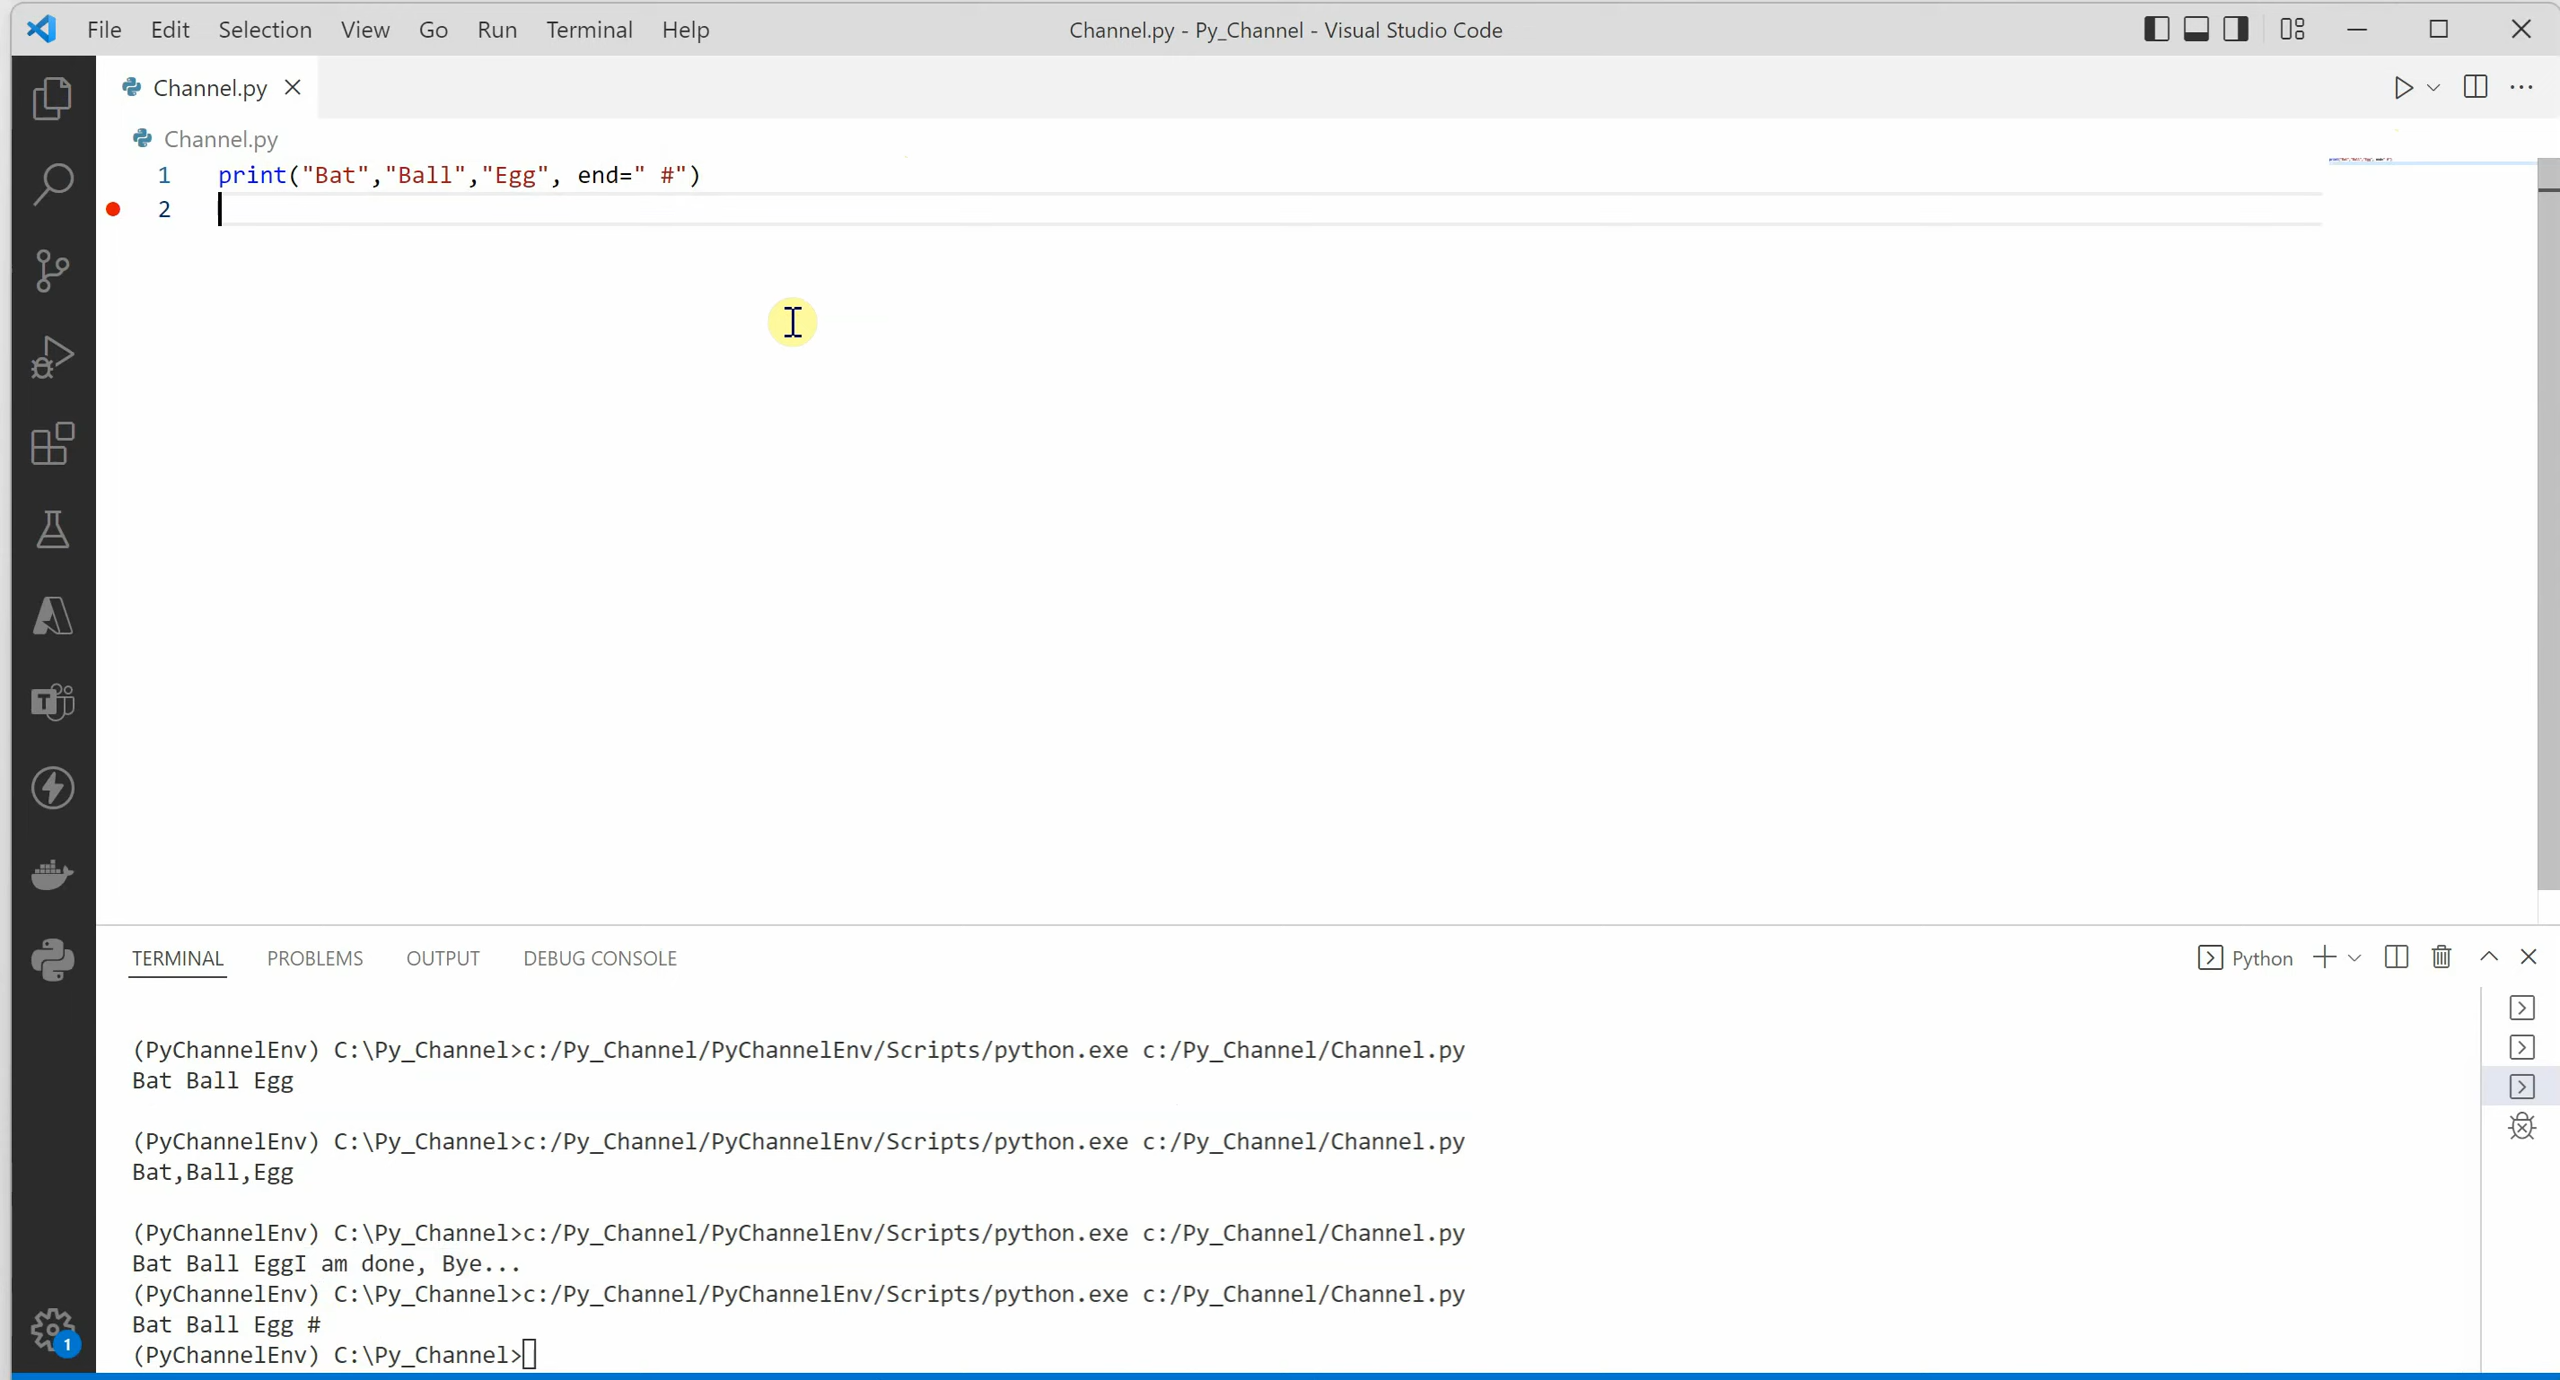 File Edit Selection View Go Run Terminal Help Channel.py - Py_Channel - Visual Studio Code
Channel.py
Channel.py
1 print("Bat","Ball","Egg", end=" #")
2
TERMINAL PROBLEMS OUTPUT DEBUG CONSOLE Python
(PyChannelEnv) C:\Py_Channel>c:/Py_Channel/PyChannelEnv/Scripts/python.exe c:/Py_Channel/Channel.py
Bat Ball Egg
(PyChannelEnv) C:\Py_Channel>c:/Py_Channel/PyChannelEnv/Scripts/python.exe c:/Py_Channel/Channel.py
Bat,Ball,Egg
(PyChannelEnv) C:\Py_Channel>c:/Py_Channel/PyChannelEnv/Scripts/python.exe c:/Py_Channel/Channel.py
Bat Ball EggI am done, Bye...
(PyChannelEnv) C:\Py_Channel>c:/Py_Channel/PyChannelEnv/Scripts/python.exe c:/Py_Channel/Channel.py
Bat Ball Egg #
(PyChannelEnv) C:\Py_Channel>
1